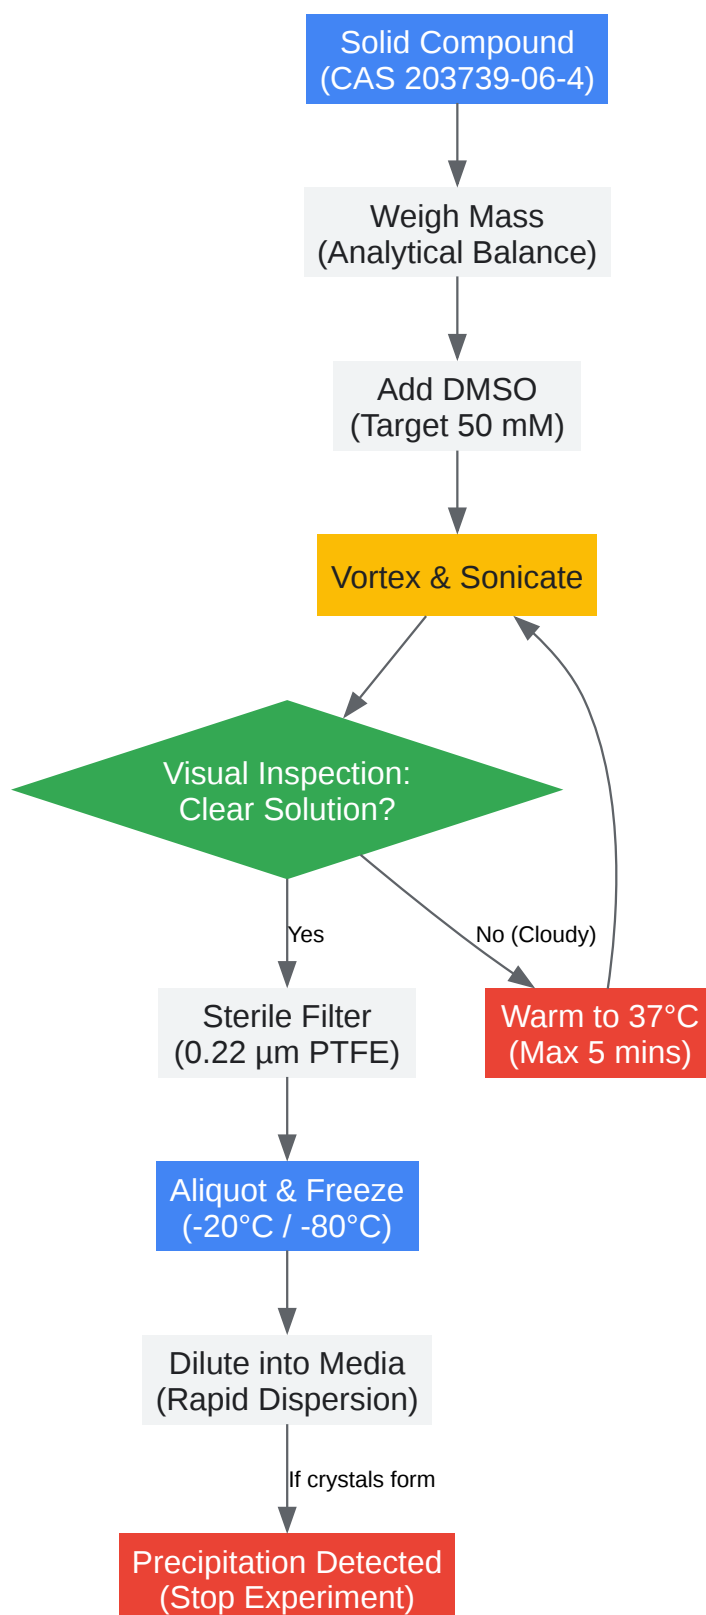 Solid Compound
(CAS 203739-06-4)
Weigh Mass
(Analytical Balance)
Add DMSO
(Target 50 mM)
Vortex & Sonicate
Visual Inspection:
Clear Solution?
Yes
No (Cloudy)
Sterile Filter
(0.22 µm PTFE)
Warm to 37°C
(Max 5 mins)
Aliquot & Freeze
(-20°C / -80°C)
Dilute into Media
(Rapid Dispersion)
If crystals form
Precipitation Detected
(Stop Experiment)